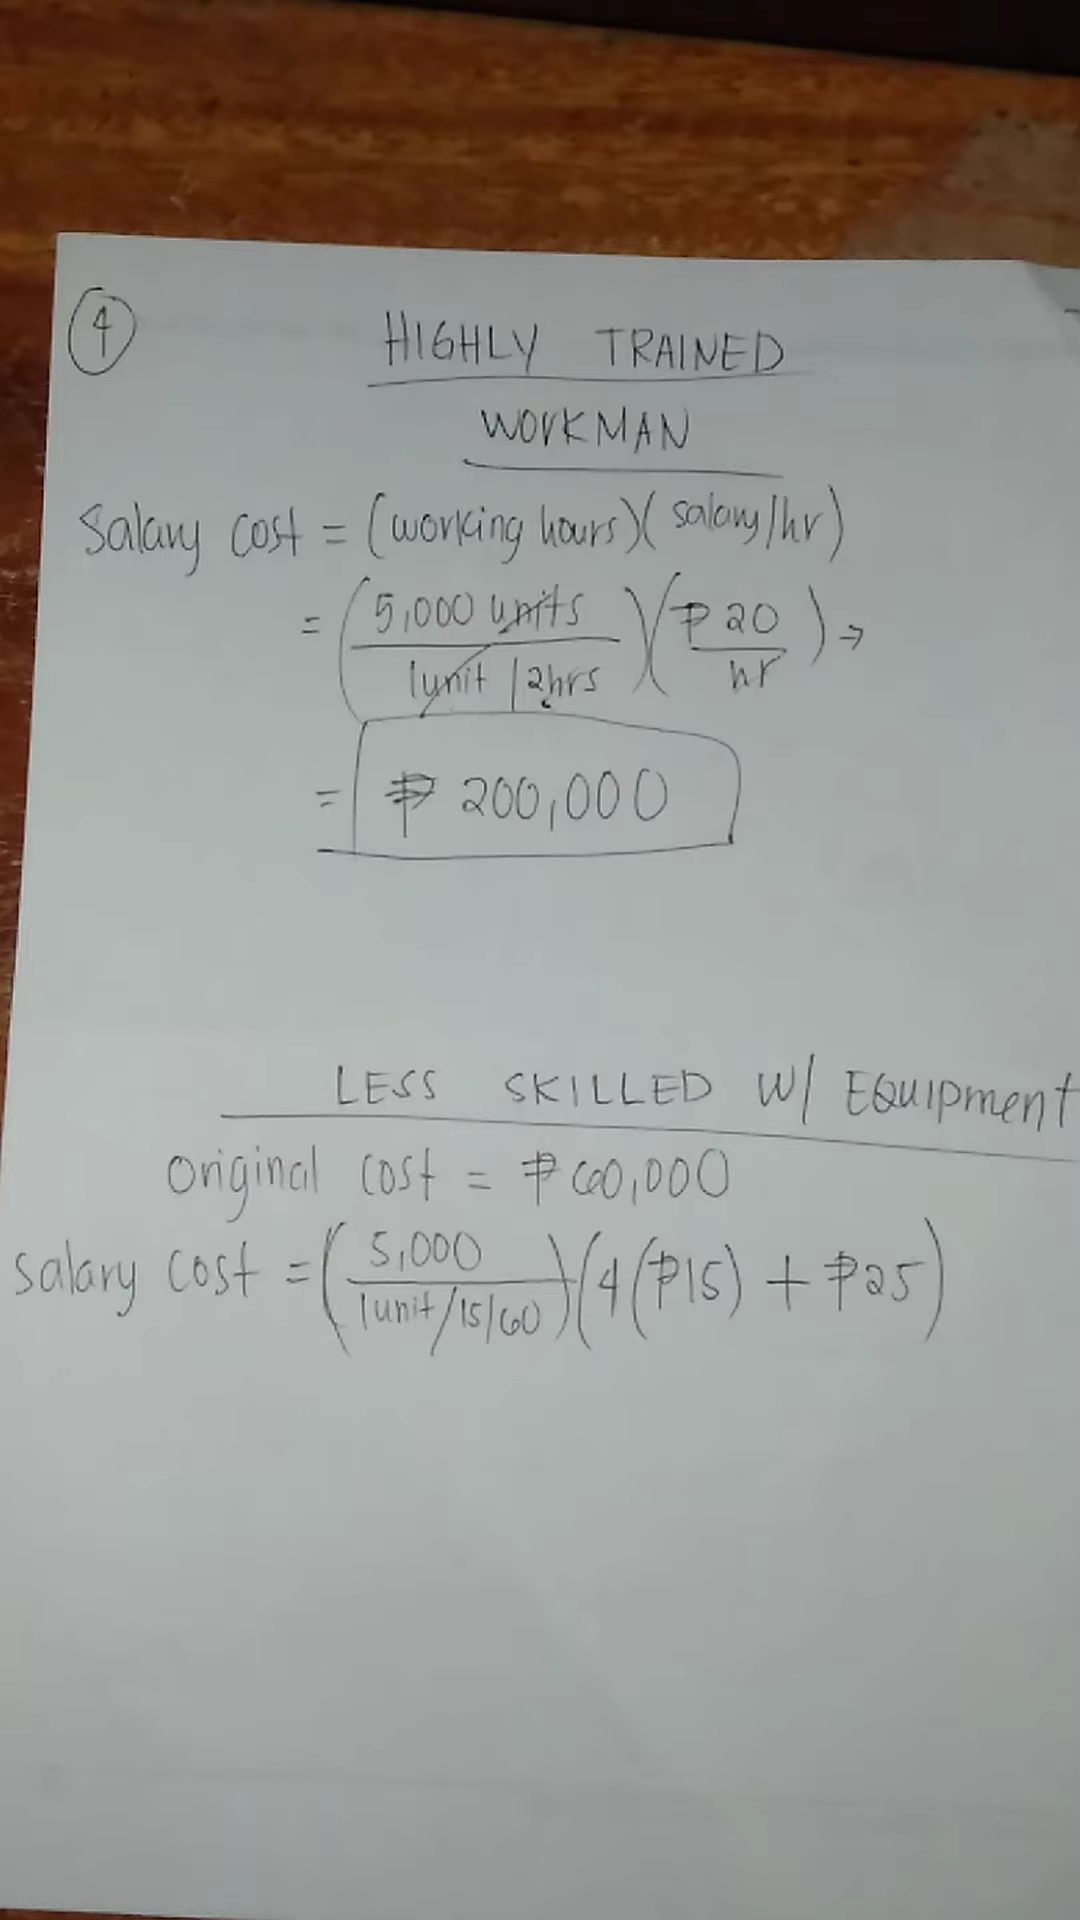 4
HIGHLY TRAINED
WORKMAN
Salary cost = (working hours)(salary/hr)
= (5,000 units / 1unit / 2hrs)(₱20 / hr) →
= ₱ 200,000
LESS SKILLED W/ EQUIPMENT
Original cost = ₱60,000
Salary cost = (5,000 / 1unit/15/60)(4(₱15) + ₱25)